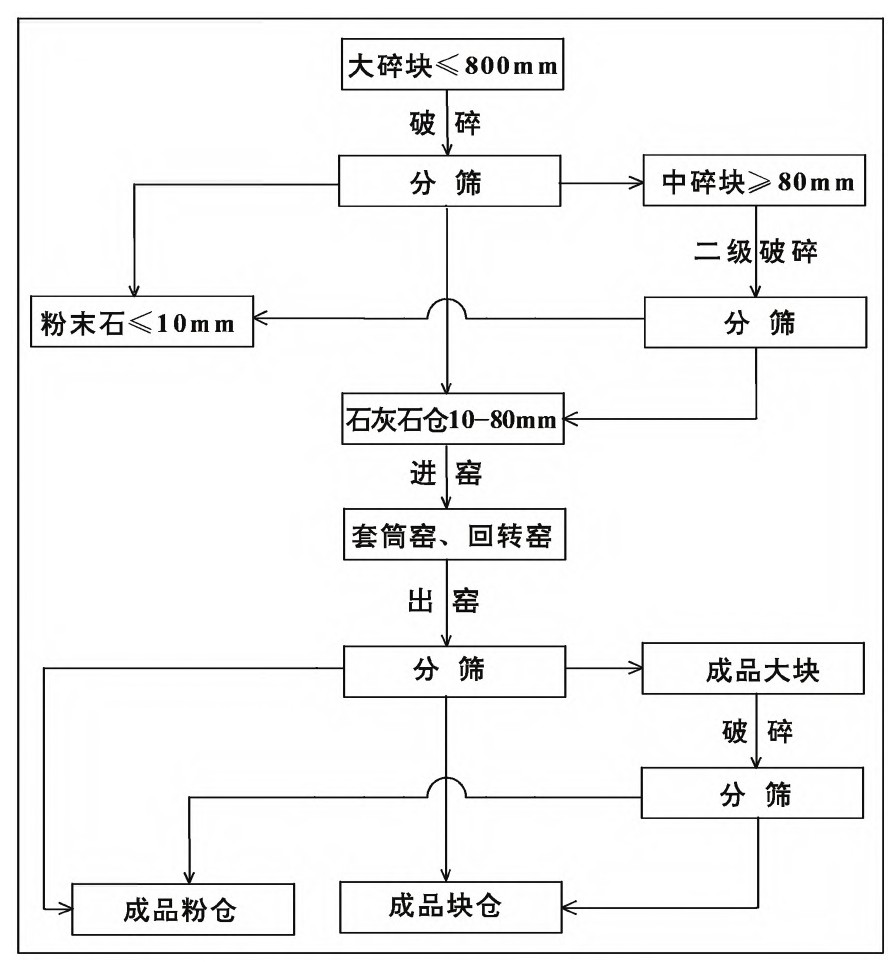 大碎块≤800mm
破碎
分筛
中碎块≥80mm
二级破碎
粉末石≤10mm
分筛
石灰石仓10-80mm
进窑
套筒窑、回转窑
出窑
分筛
成品大块
破碎
分筛
成品粉仓
成品块仓